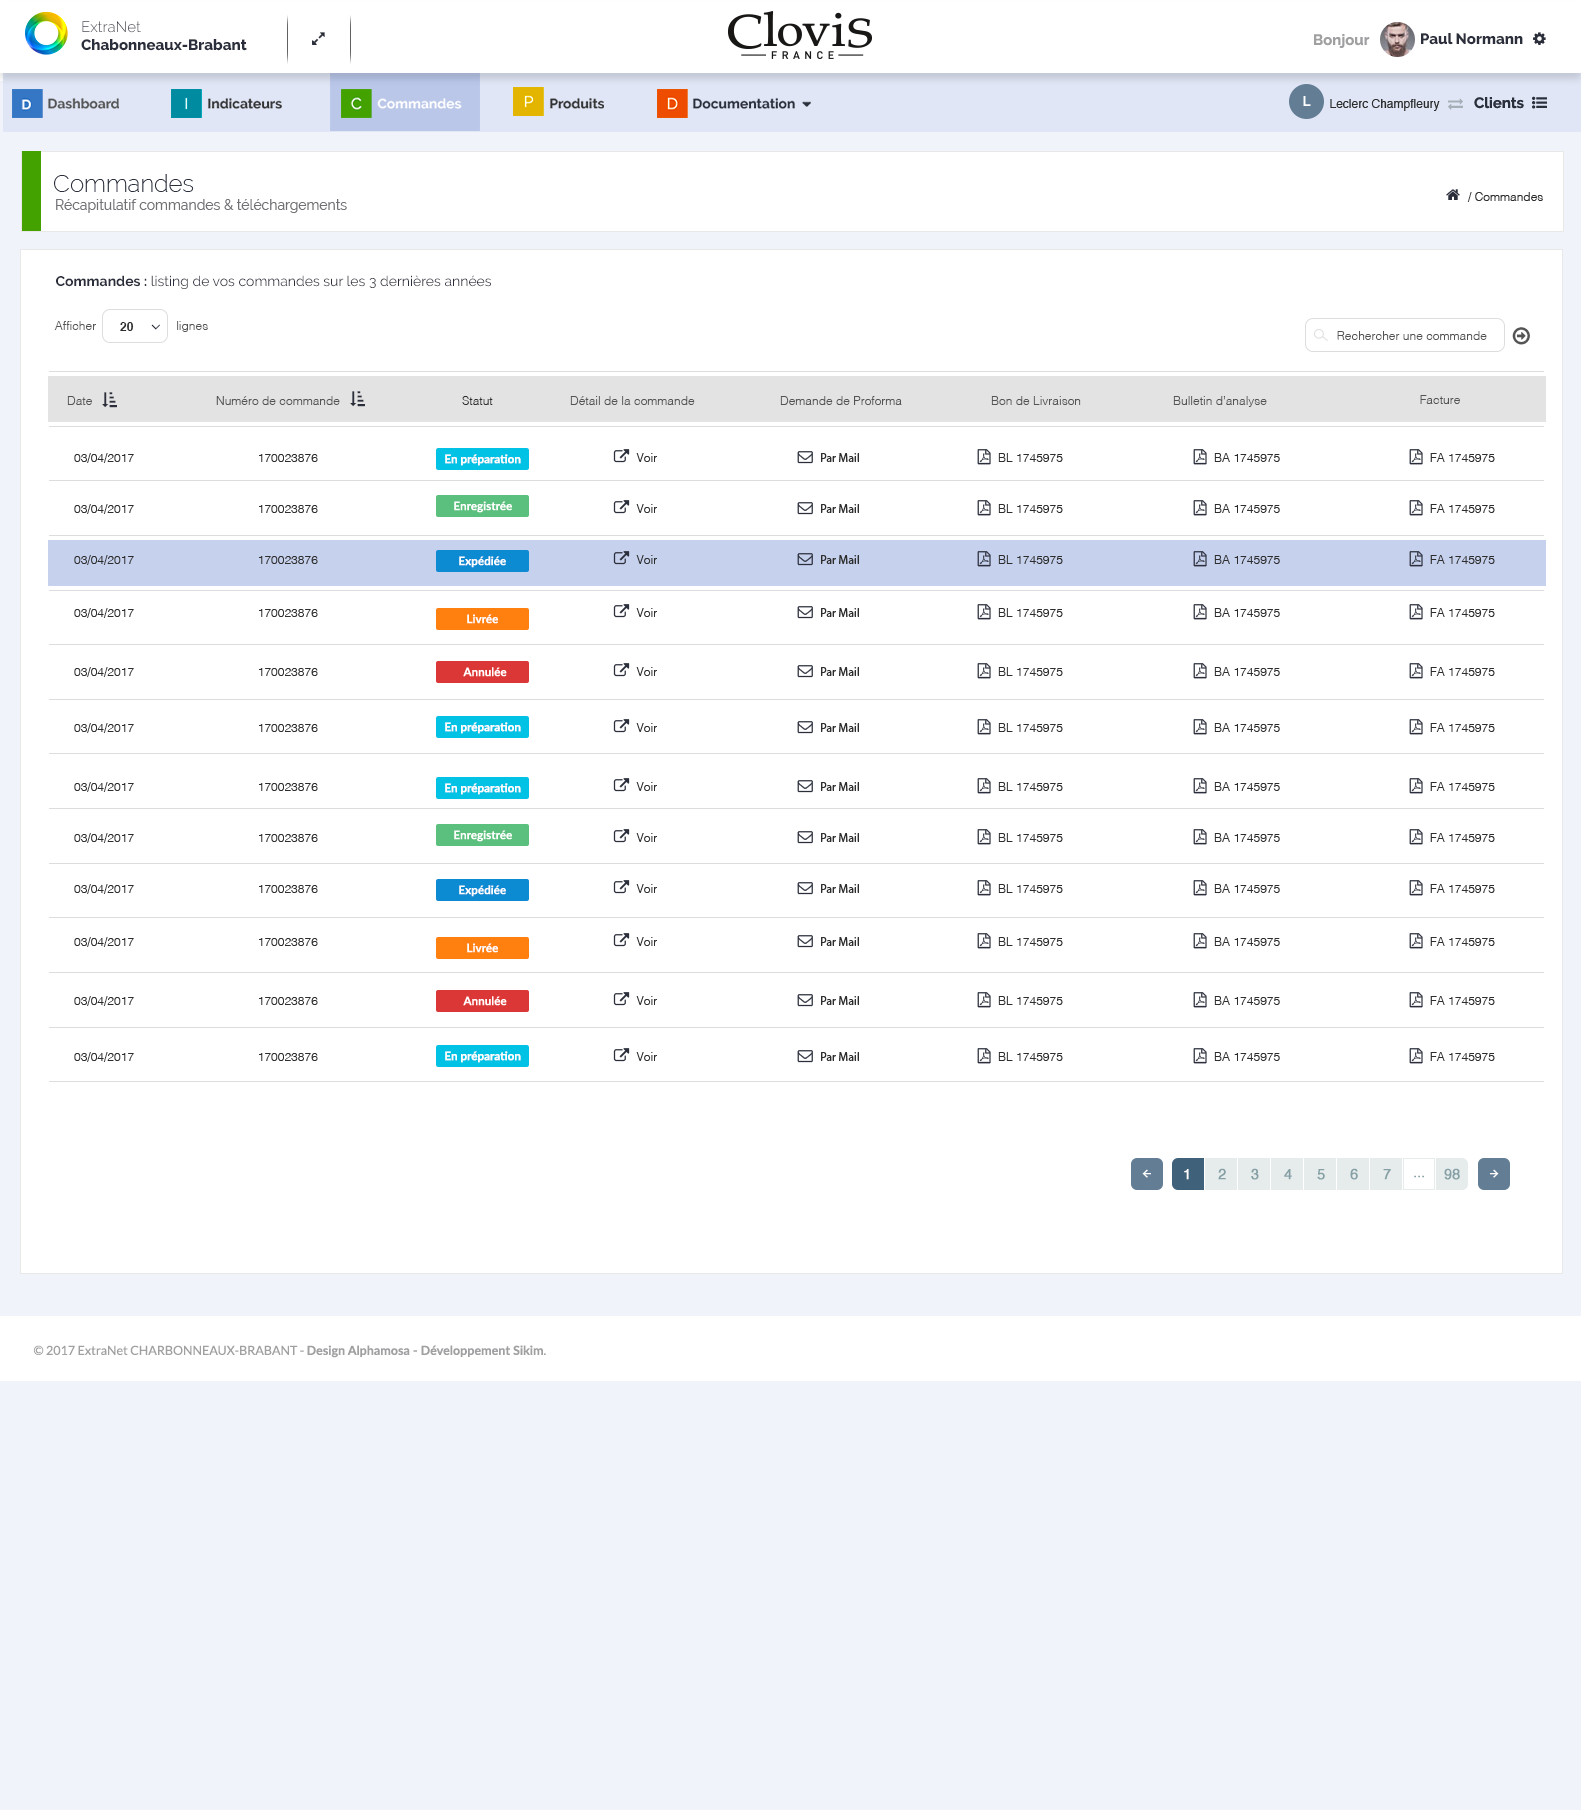 ExtraNet
Chabonneaux-Brabant
ClovIS
FRANCE
Bonjour Paul Normann
D Dashboard I Indicateurs C Commandes P Produits D Documentation L Leclerc Champfleury Clients
Commandes
Récapitulatif commandes & téléchargements
/ Commandes
Commandes : listing de vos commandes sur les 3 dernières années
Afficher 20 lignes
Rechercher une commande
Date Numéro de commande Statut Détail de la commande Demande de Proforma Bon de Livraison Bulletin d'analyse Facture
03/04/2017 170023876 En préparation Voir Par Mail BL 1745975 BA 1745975 FA 1745975
03/04/2017 170023876 Enregistrée Voir Par Mail BL 1745975 BA 1745975 FA 1745975
03/04/2017 170023876 Expédiée Voir Par Mail BL 1745975 BA 1745975 FA 1745975
03/04/2017 170023876 Livrée Voir Par Mail BL 1745975 BA 1745975 FA 1745975
03/04/2017 170023876 Annulée Voir Par Mail BL 1745975 BA 1745975 FA 1745975
03/04/2017 170023876 En préparation Voir Par Mail BL 1745975 BA 1745975 FA 1745975
03/04/2017 170023876 En préparation Voir Par Mail BL 1745975 BA 1745975 FA 1745975
03/04/2017 170023876 Enregistrée Voir Par Mail BL 1745975 BA 1745975 FA 1745975
03/04/2017 170023876 Expédiée Voir Par Mail BL 1745975 BA 1745975 FA 1745975
03/04/2017 170023876 Livrée Voir Par Mail BL 1745975 BA 1745975 FA 1745975
03/04/2017 170023876 Annulée Voir Par Mail BL 1745975 BA 1745975 FA 1745975
03/04/2017 170023876 En préparation Voir Par Mail BL 1745975 BA 1745975 FA 1745975
1 2 3 4 5 6 7 ... 98
© 2017 ExtraNet CHARBONNEAUX-BRABANT - Design Alphamosa - Développement Sikim.